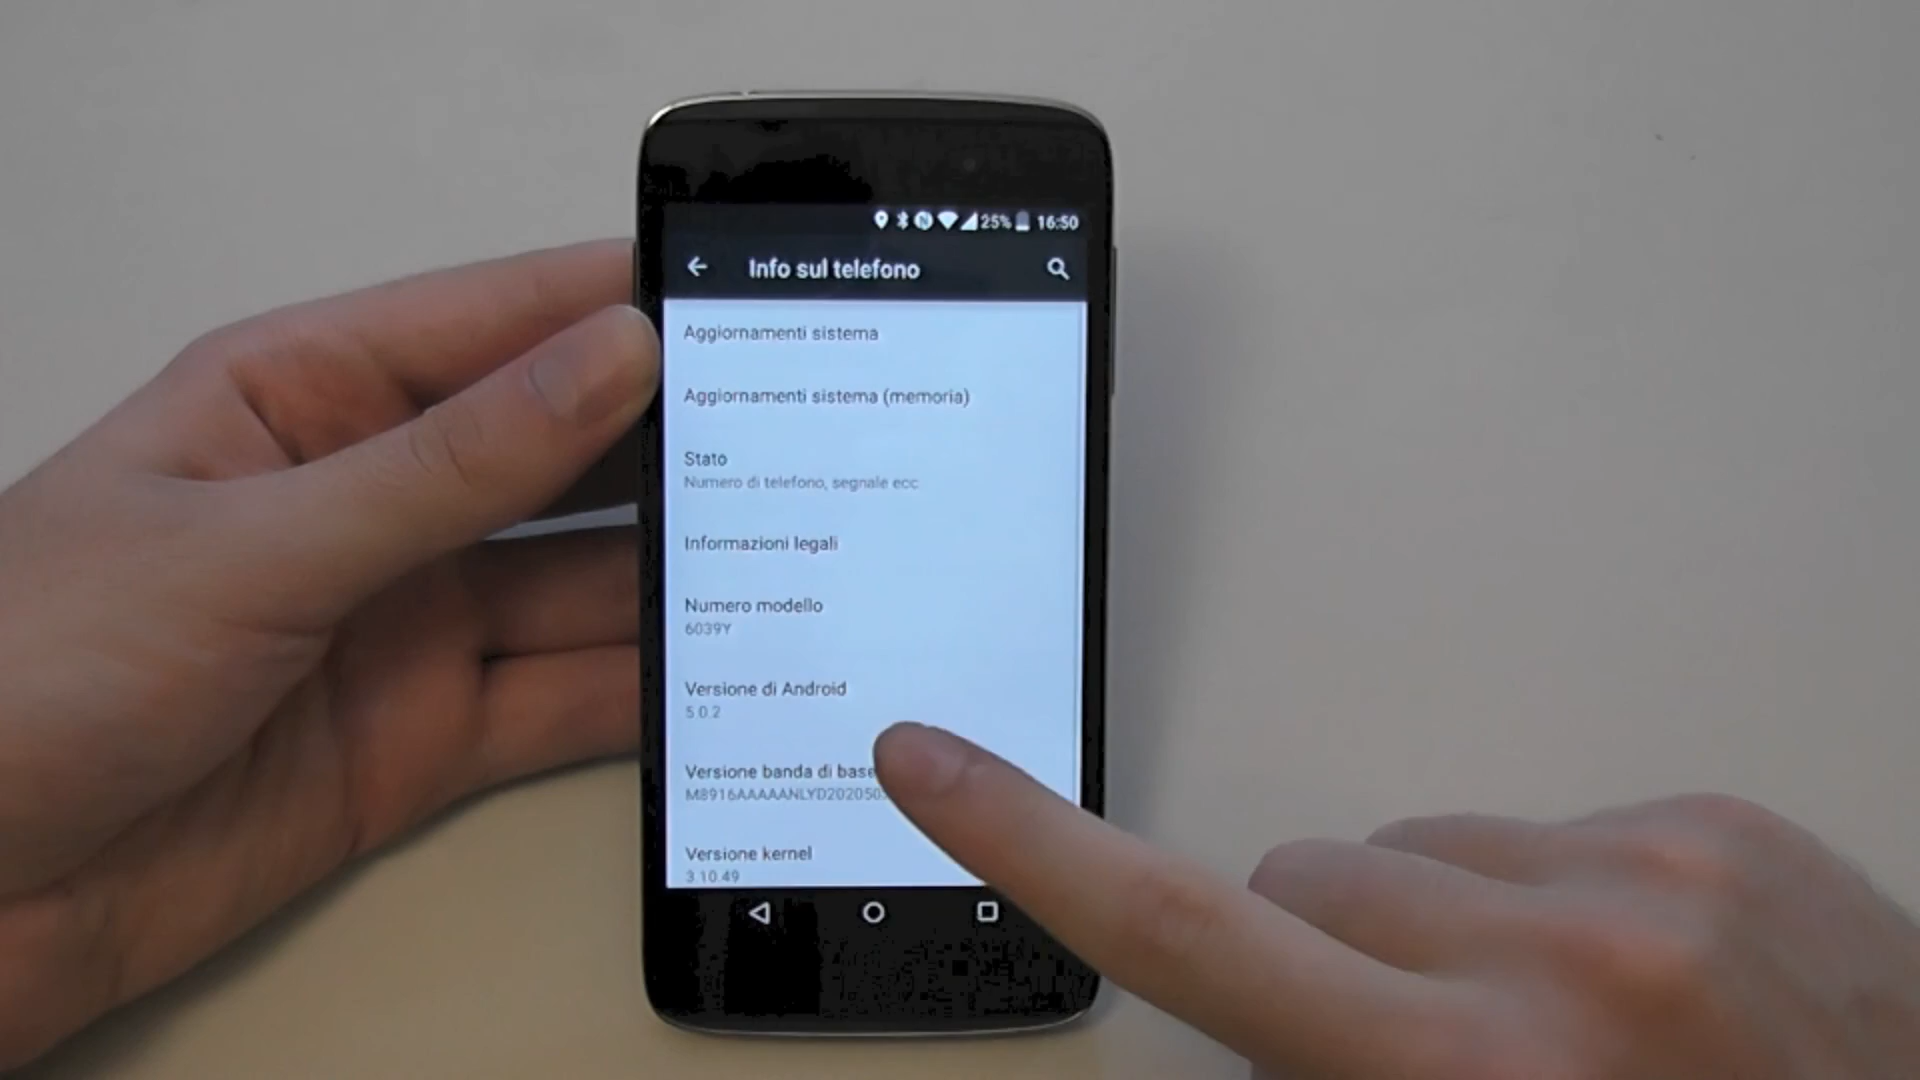 25% 16:50
Info sul telefono
Aggiornamenti sistema
Aggiornamenti sistema (memoria)
Stato
Numero di telefono, segnale ecc
Informazioni legali
Numero modello
6039Y
Versione di Android
5.0.2
Versione banda di base
M8916AAAAANLYD202050
Versione kernel
3.10.49